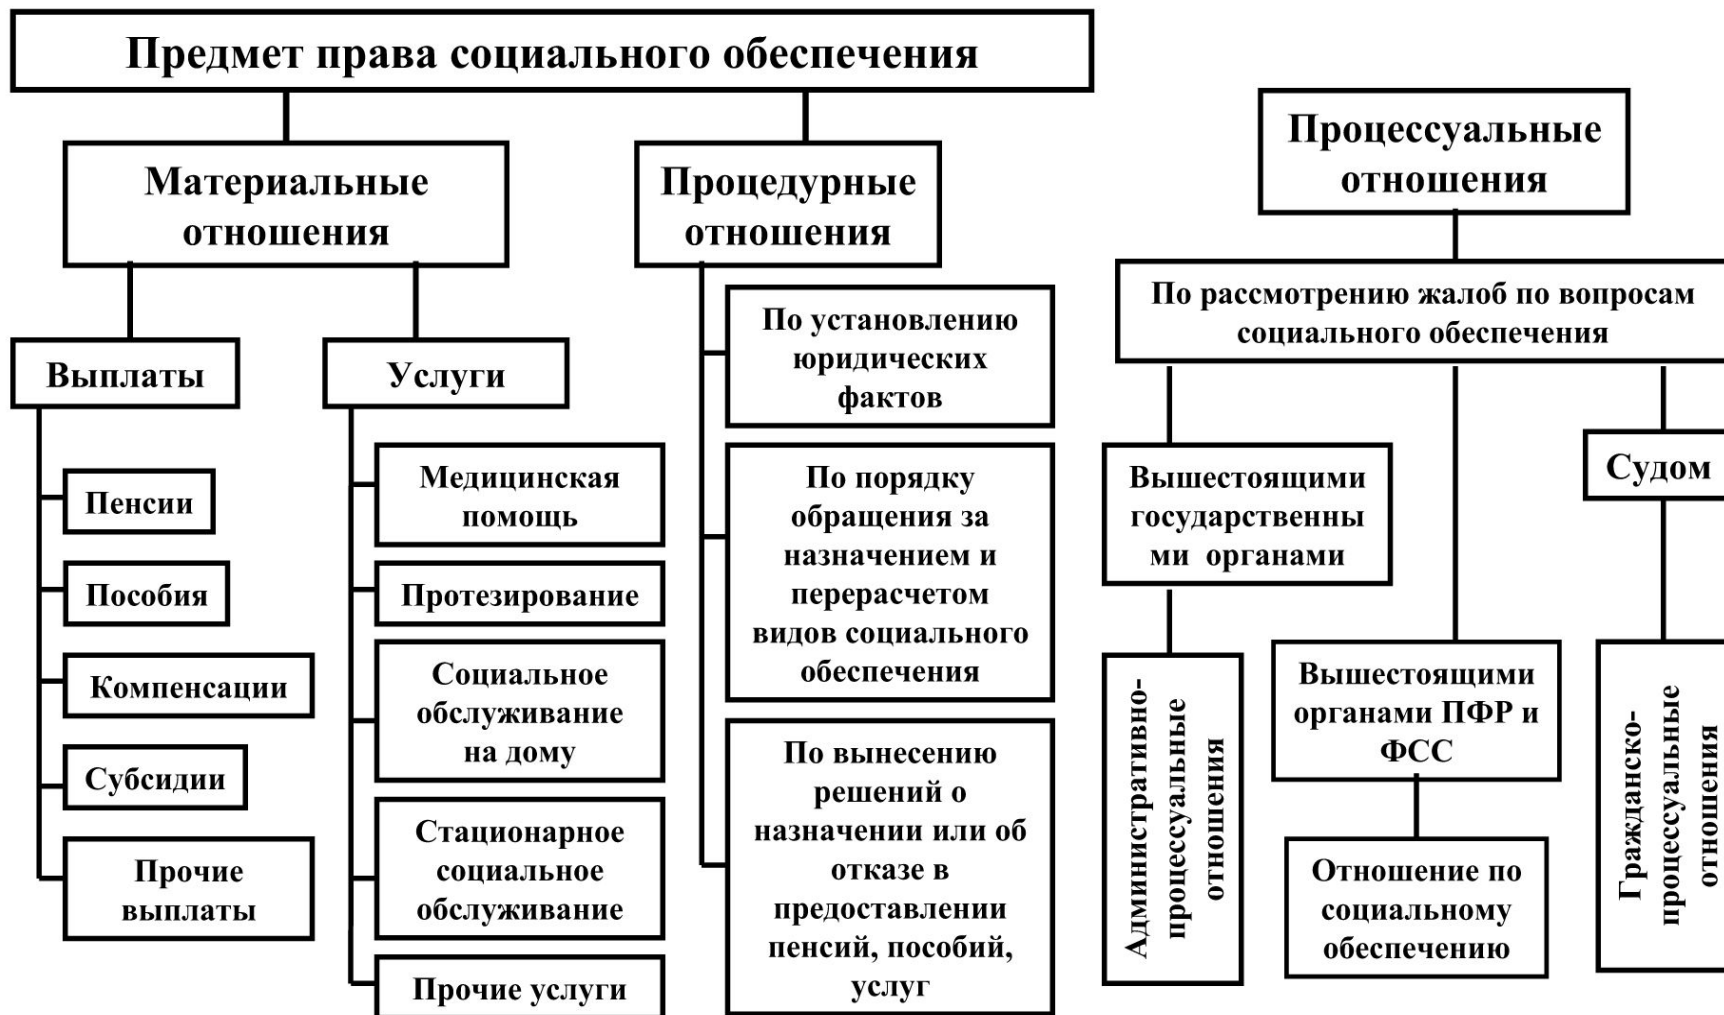 Предмет права социального обеспечения
Материальные
отношения
Процедурные
отношения
Процессуальные
отношения
Выплаты
Услуги
Пенсии
Пособия
Компенсации
Субсидии
Прочие
выплаты
Медицинская
помощь
Протезирование
Социальное
обслуживание
на дому
Стационарное
социальное
обслуживание
Прочие услуги
По установлению
юридических
фактов
По порядку
обращения за
назначением и
перерасчетом
видов социального
обеспечения
По вынесению
решений о
назначении или об
отказе в
предоставлении
пенсий, пособий,
услуг
По рассмотрению жалоб по вопросам
социального обеспечения
Вышестоящими
государственны
ми органами
Административно-
процессуальные
отношения
Вышестоящими
органами ПФР и
ФСС
Отношение по
социальному
обеспечению
Судом
Гражданско-
процессуальные
отношения